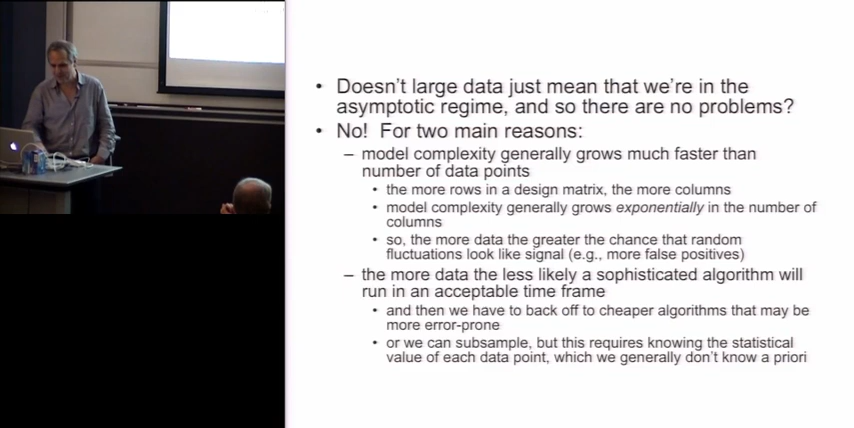 • Doesn't large data just mean that we're in the
asymptotic regime, and so there are no problems?
• No! For two main reasons:
– model complexity generally grows much faster than
number of data points
• the more rows in a design matrix, the more columns
• model complexity generally grows exponentially in the number of
columns
• so, the more data the greater the chance that random
fluctuations look like signal (e.g., more false positives)
– the more data the less likely a sophisticated algorithm will
run in an acceptable time frame
• and then we have to back off to cheaper algorithms that may be
more error-prone
• or we can subsample, but this requires knowing the statistical
value of each data point, which we generally don't know a priori